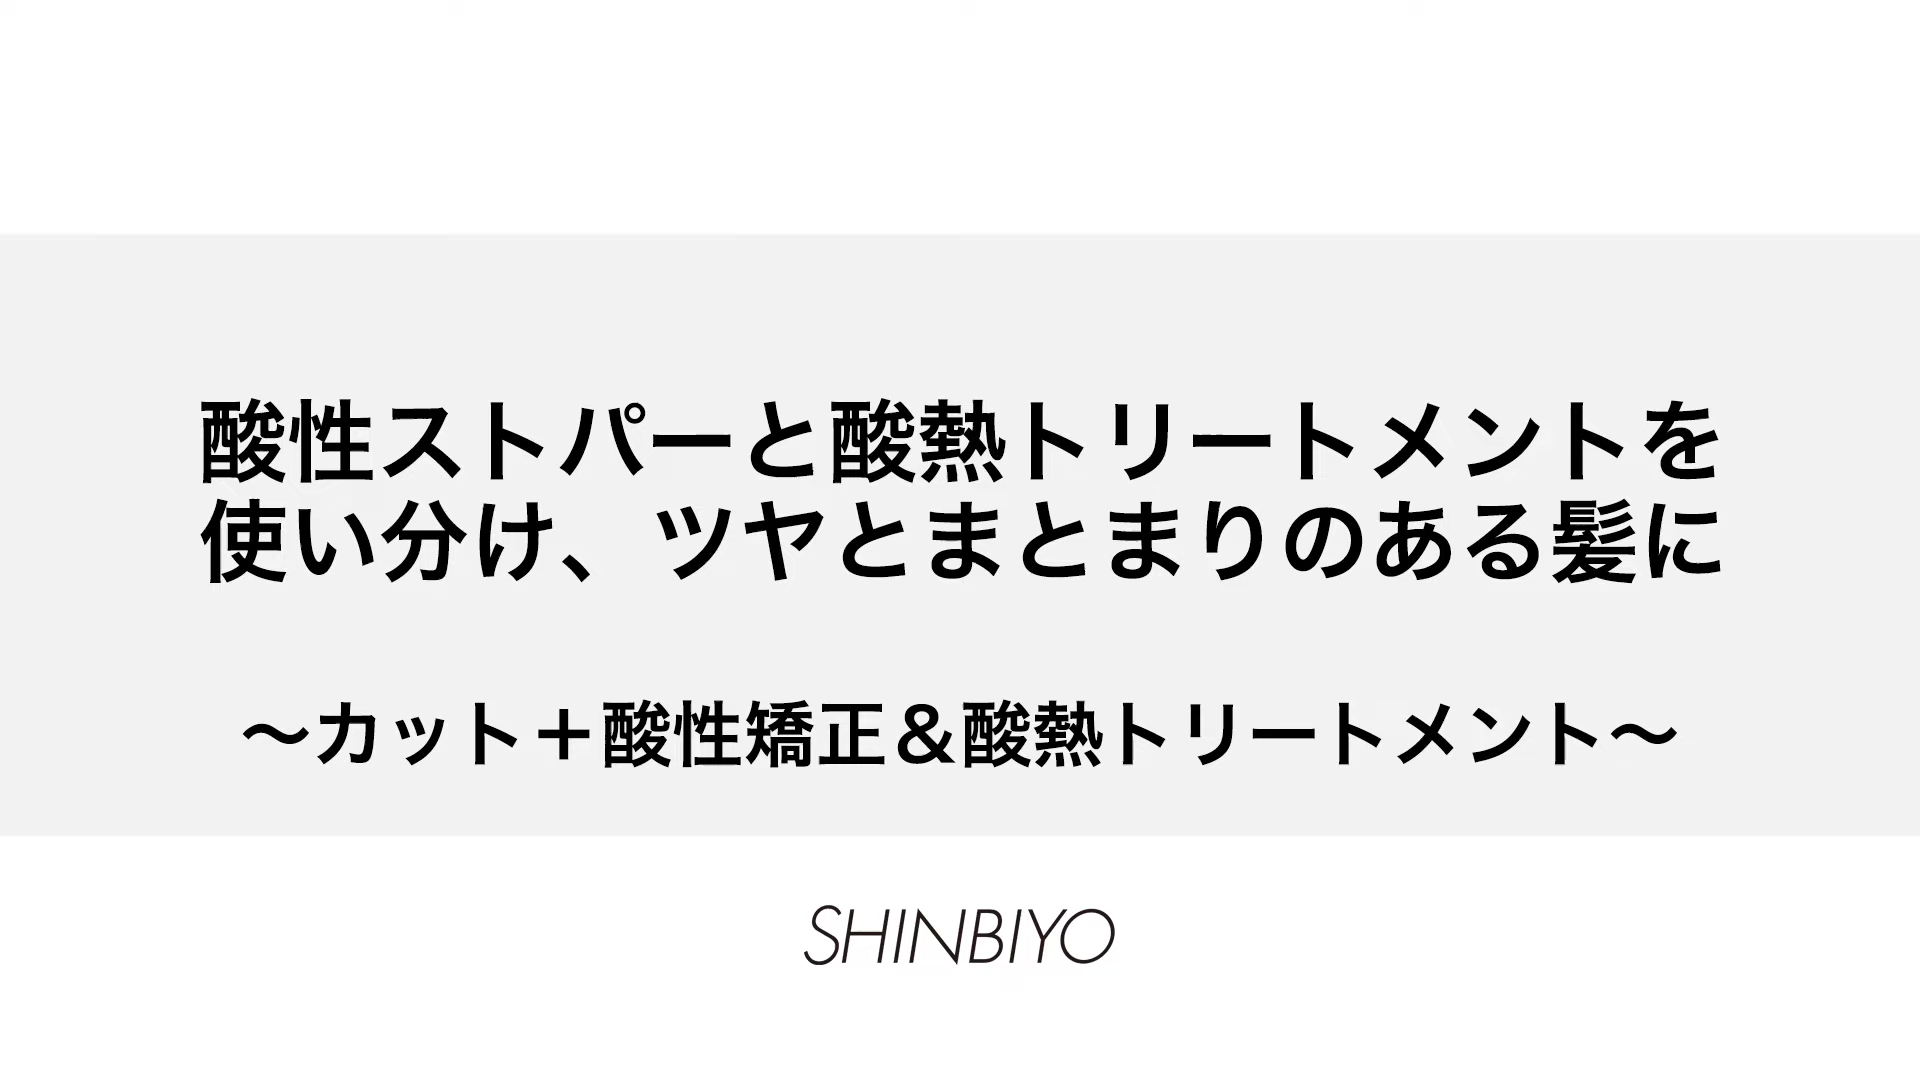 酸性ストパーと酸熱トリートメントを
使い分け、ツヤとまとまりのある髪に
～カット＋酸性矯正＆酸熱トリートメント～
SHINBIYO